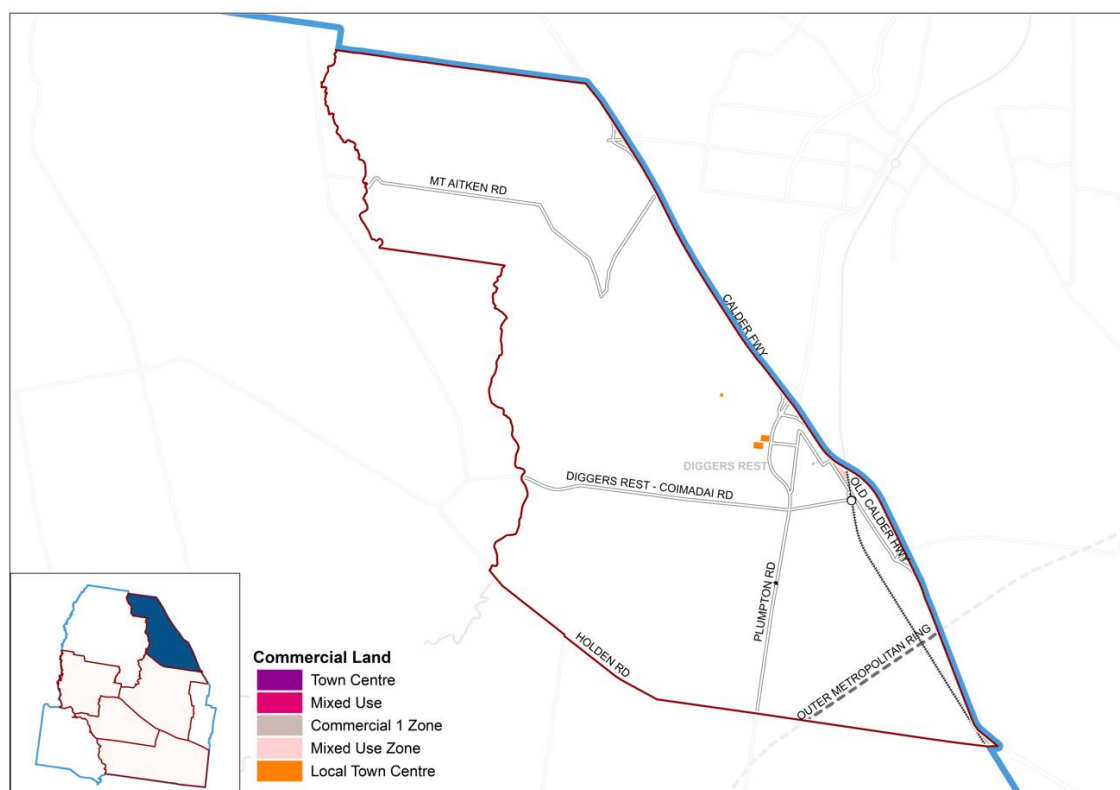 MT AITKEN RD
CALDER FWY
DIGGERS REST
DIGGERS REST - COIMADAI RD
OLD CALDER HWY
PLUMPTON RD
HOLDEN RD
OUTER METROPOLITAN RING
Commercial Land
Town Centre
Mixed Use
Commercial 1 Zone
Mixed Use Zone
Local Town Centre